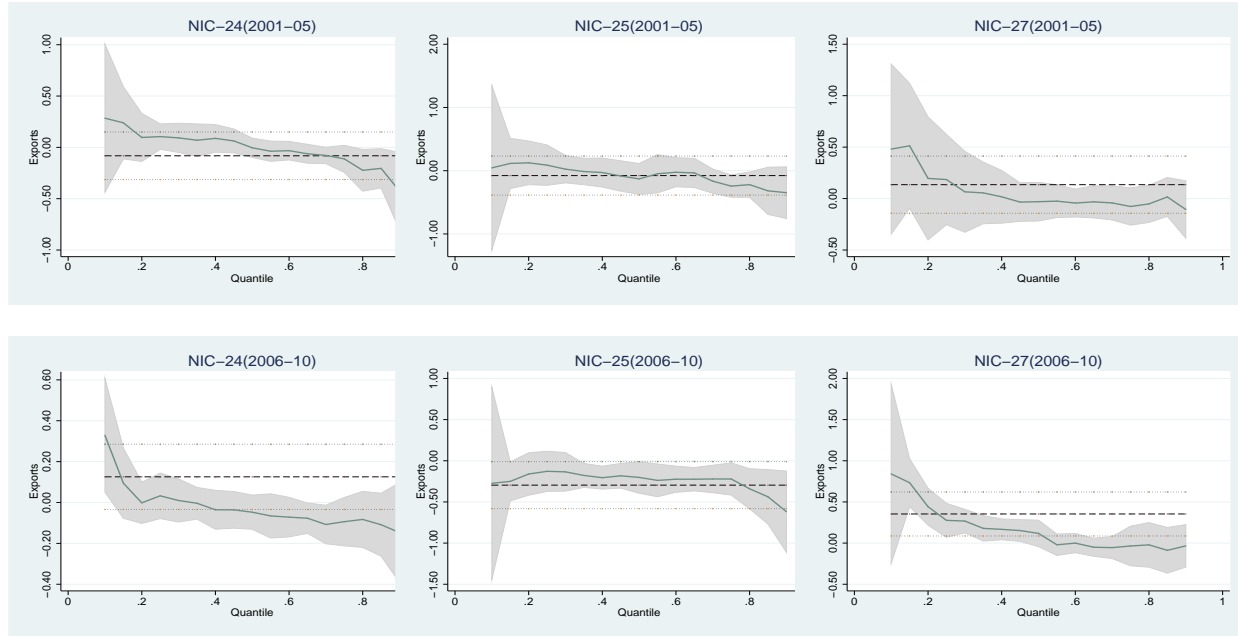 NIC−24(2001−05)
Exports
1.00
0.50
0.00
−0.50
−1.00
0 .2 .4 .6 .8
Quantile
NIC−25(2001−05)
Exports
2.00
1.00
0.00
−1.00
0 .2 .4 .6 .8
Quantile
NIC−27(2001−05)
Exports
1.50
1.00
0.50
0.00
−0.50
0 .2 .4 .6 .8 1
Quantile
NIC−24(2006−10)
Exports
0.60
0.40
0.20
0.00
−0.20
−0.40
0 .2 .4 .6 .8
Quantile
NIC−25(2006−10)
Exports
1.00
0.50
0.00
−0.50
−1.00
−1.50
0 .2 .4 .6 .8
Quantile
NIC−27(2006−10)
Exports
2.00
1.50
1.00
0.50
0.00
−0.50
0 .2 .4 .6 .8 1
Quantile